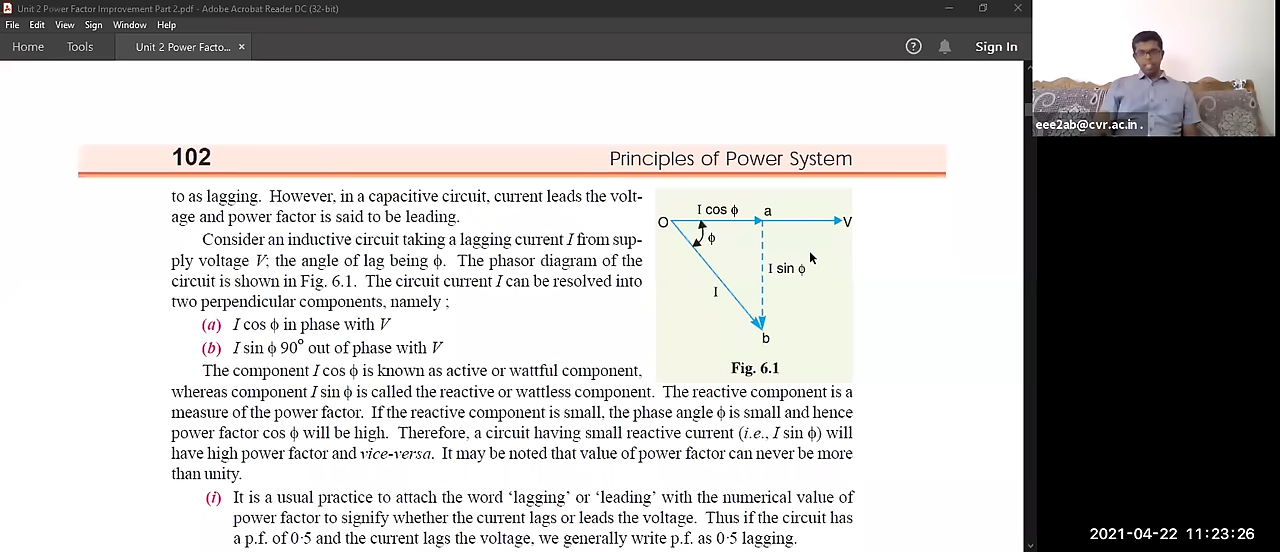 Unit 2 Power Factor Improvement Part 2.pdf - Adobe Acrobat Reader DC (32-bit)
File Edit View Sign Window Help
Home Tools Unit 2 Power Facto... × Sign In
eee2ab@cvr.ac.in .
102 Principles of Power System
to as lagging. However, in a capacitive circuit, current leads the volt-
age and power factor is said to be leading.
Consider an inductive circuit taking a lagging current I from sup-
ply voltage V; the angle of lag being ϕ. The phasor diagram of the
circuit is shown in Fig. 6.1. The circuit current I can be resolved into
two perpendicular components, namely ;
(a) I cos ϕ in phase with V
(b) I sin ϕ 90° out of phase with V
The component I cos ϕ is known as active or wattful component,
I cos ϕ a
O V
ϕ
I sin ϕ
I
b
Fig. 6.1
whereas component I sin ϕ is called the reactive or wattless component. The reactive component is a
measure of the power factor. If the reactive component is small, the phase angle ϕ is small and hence
power factor cos ϕ will be high. Therefore, a circuit having small reactive current (i.e., I sin ϕ) will
have high power factor and vice-versa. It may be noted that value of power factor can never be more
than unity.
(i) It is a usual practice to attach the word ‘lagging’ or ‘leading’ with the numerical value of
power factor to signify whether the current lags or leads the voltage. Thus if the circuit has
a p.f. of 0·5 and the current lags the voltage, we generally write p.f. as 0·5 lagging.
2021-04-22 11:23:26